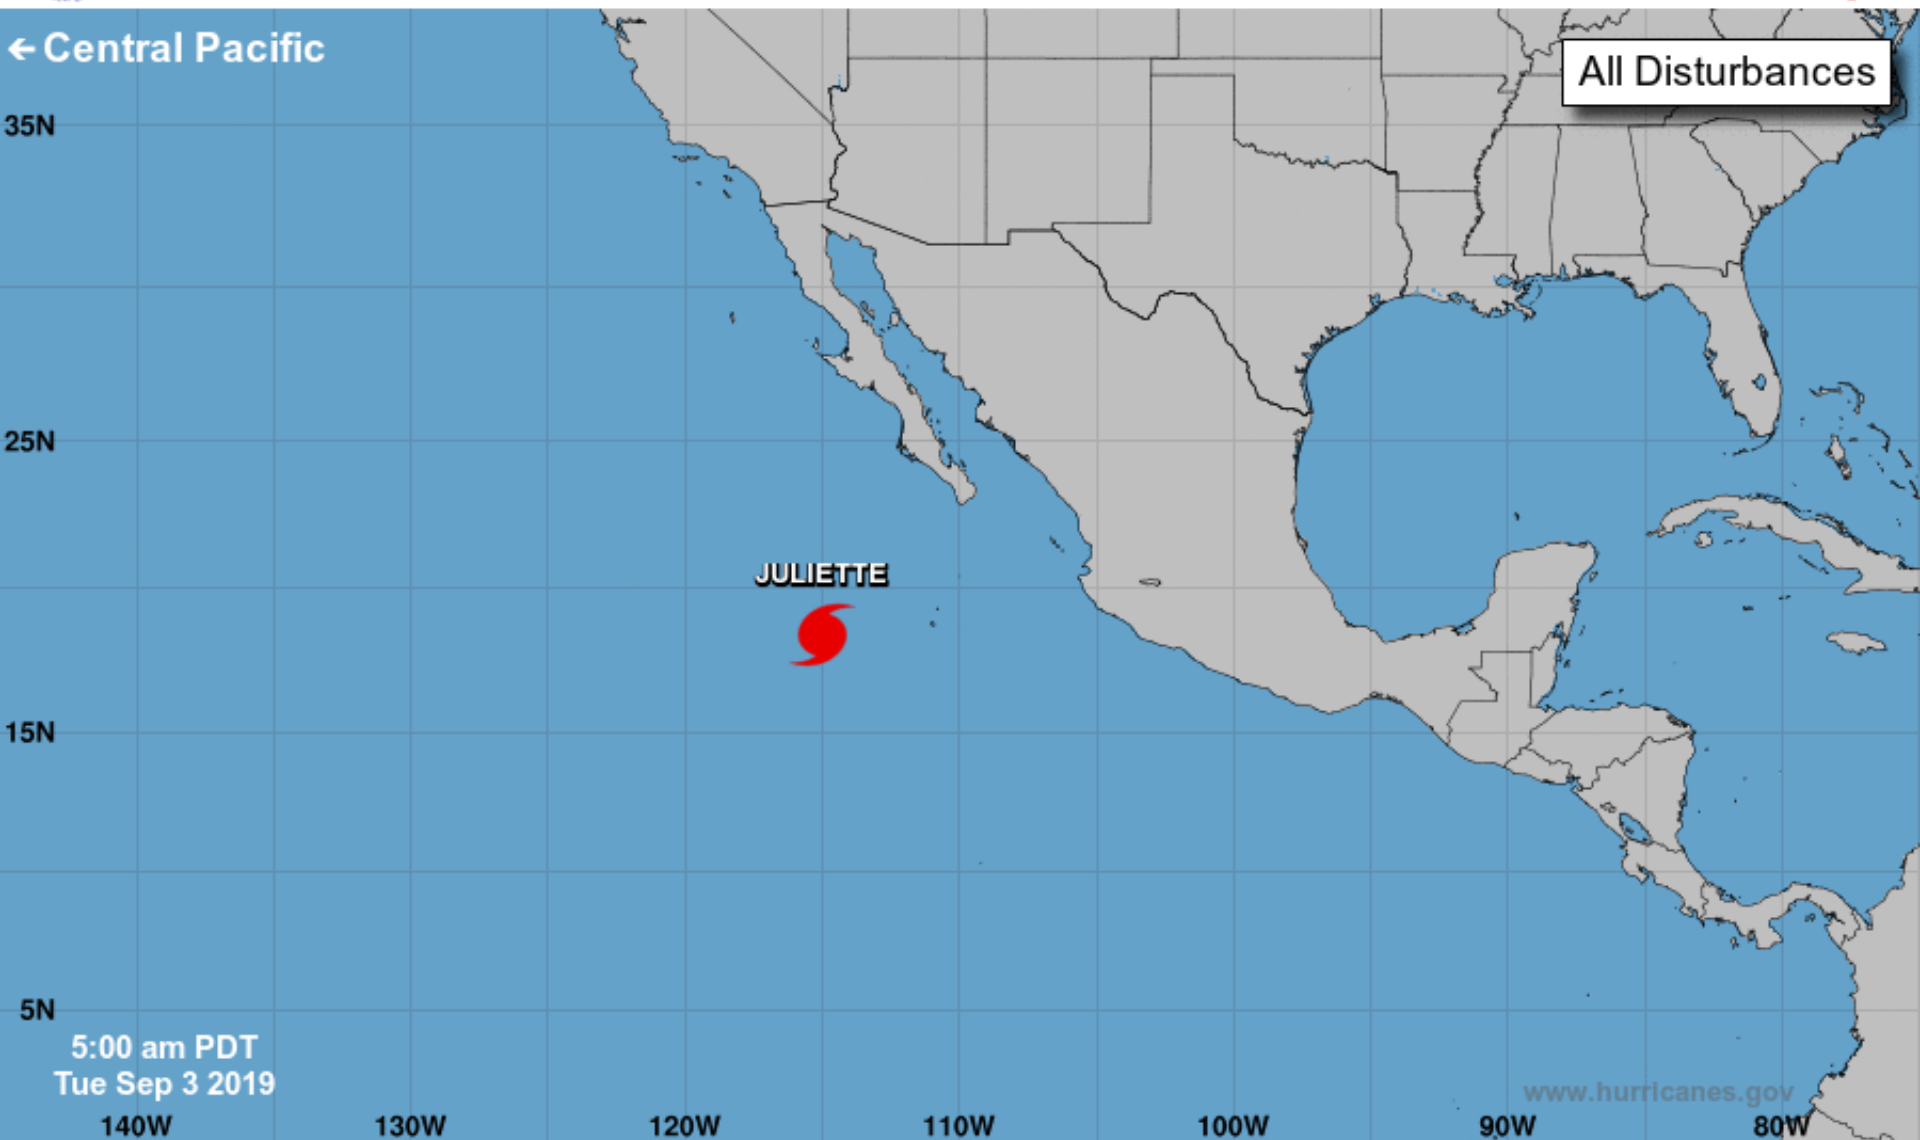 ← Central Pacific
All Disturbances
35N
25N
JULIETTE
15N
5N
5:00 am PDT
Tue Sep 3 2019
www.hurricanes.gov
140W 130W 120W 110W 100W 90W 80W